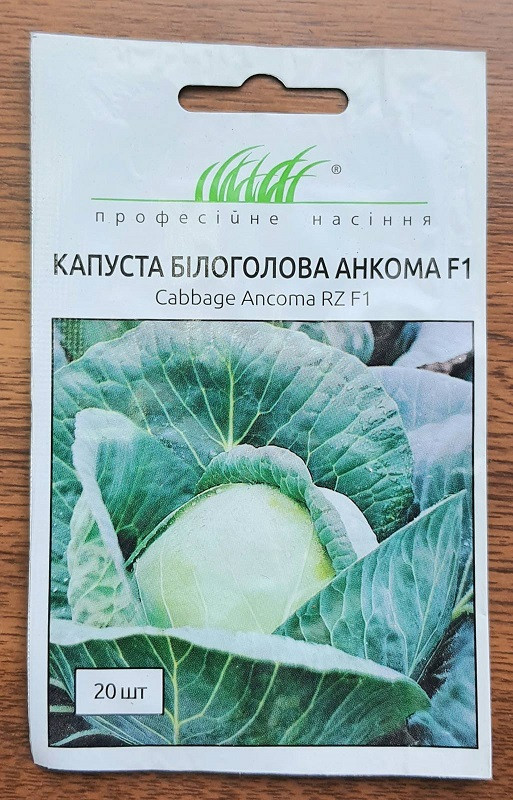 ®
професійне насіння
КАПУСТА БІЛОГОЛОВА АНКОМА F1
Cabbage Ancoma RZ F1
20 шт